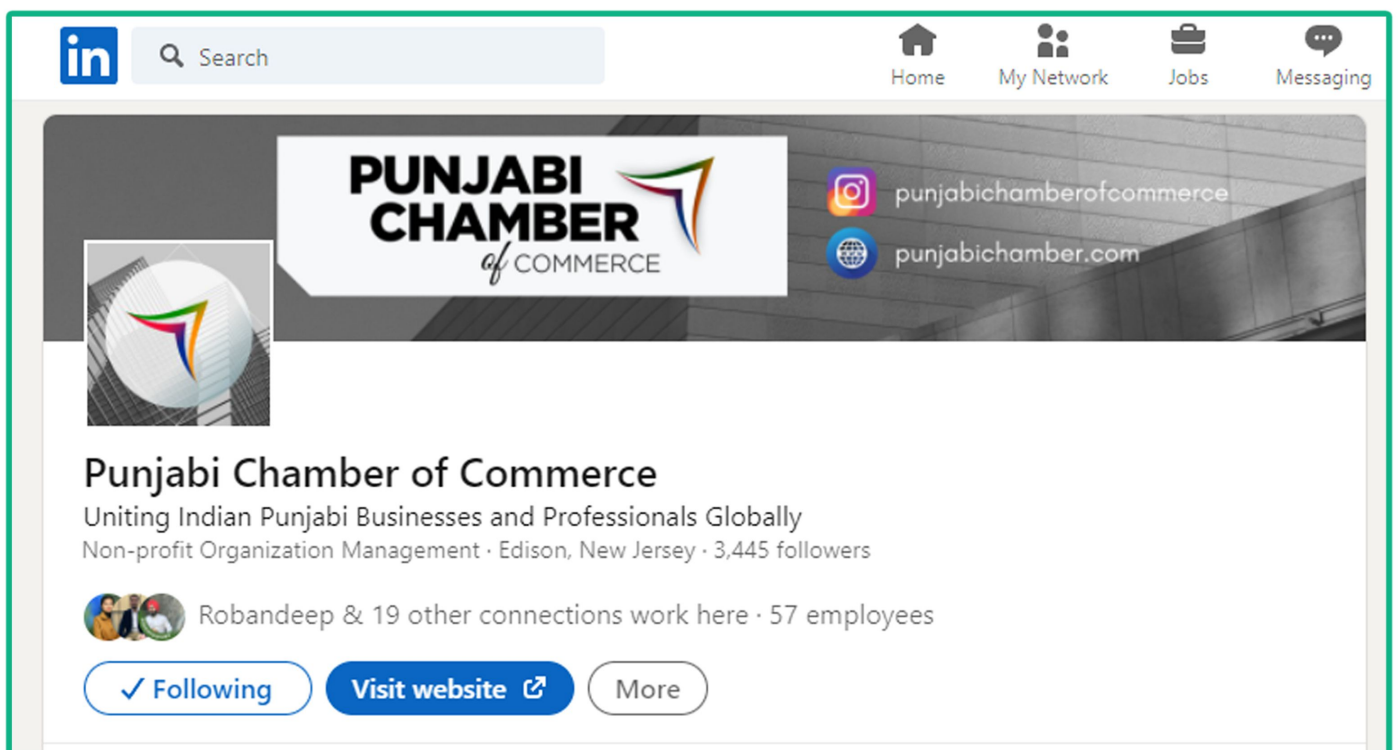 in
Search
Home
My Network
Jobs
Messaging
PUNJABI
CHAMBER
of COMMERCE
punjabichamberofcommerce
punjabichamber.com
Punjabi Chamber of Commerce
Uniting Indian Punjabi Businesses and Professionals Globally
Non-profit Organization Management · Edison, New Jersey · 3,445 followers
Robandeep & 19 other connections work here · 57 employees
Following
Visit website
More